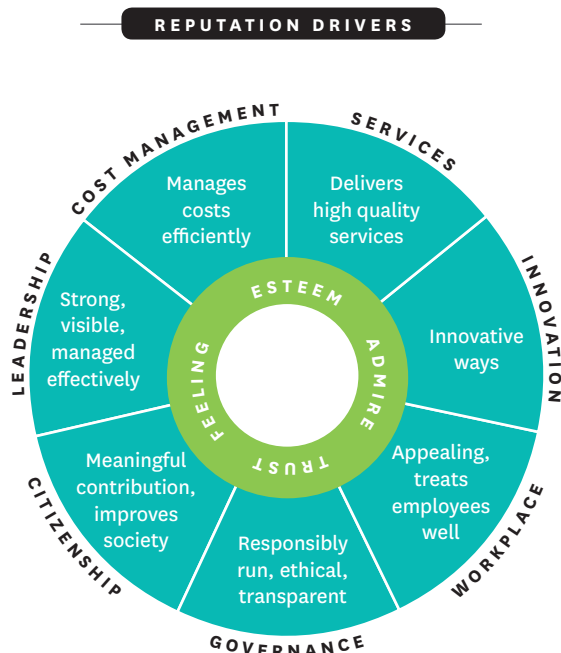 REPUTATION DRIVERS
COST MANAGEMENT
Manages
costs
efficiently
SERVICES
Delivers
high quality
services
INNOVATION
Innovative
ways
WORKPLACE
Appealing,
treats
employees
well
GOVERNANCE
Responsibly
run, ethical,
transparent
CITIZENSHIP
Meaningful
contribution,
improves
society
LEADERSHIP
Strong,
visible,
managed
effectively
ESTEEM
ADMIRE
TRUST
FEELING